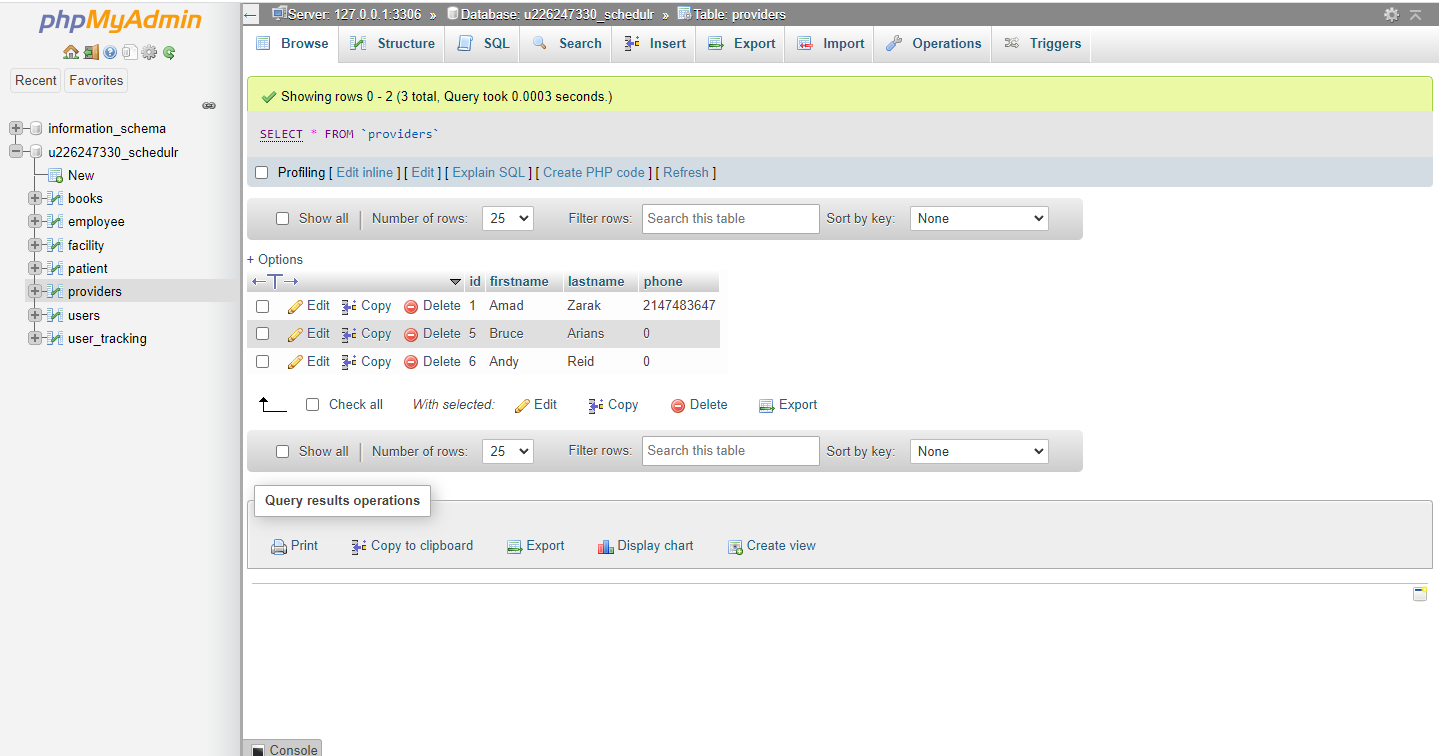 phpMyAdmin
Recent Favorites
information_schema
u226247330_schedulr
New
books
employee
facility
patient
providers
users
user_tracking
Server: 127.0.0.1:3306 » Database: u226247330_schedulr » Table: providers
Browse Structure SQL Search Insert Export Import Operations Triggers
Showing rows 0 - 2 (3 total, Query took 0.0003 seconds.)
SELECT * FROM `providers`
Profiling [ Edit inline ] [ Edit ] [ Explain SQL ] [ Create PHP code ] [ Refresh ]
Show all | Number of rows: 25 Filter rows: Search this table Sort by key: None
+ Options
←T→ id firstname lastname phone
Edit Copy Delete 1 Amad Zarak 2147483647
Edit Copy Delete 5 Bruce Arians 0
Edit Copy Delete 6 Andy Reid 0
Check all With selected: Edit Copy Delete Export
Show all | Number of rows: 25 Filter rows: Search this table Sort by key: None
Query results operations
Print Copy to clipboard Export Display chart Create view
Console